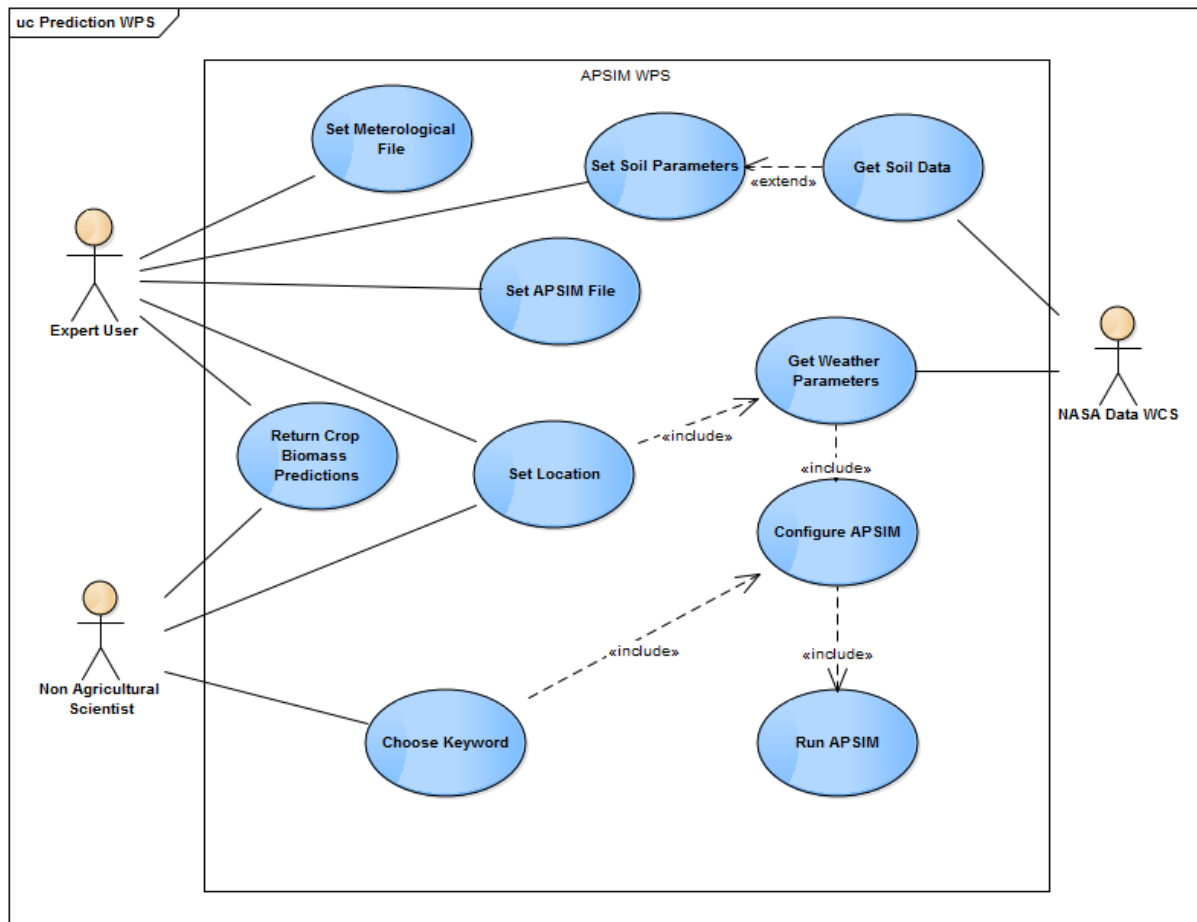 uc Prediction WPS
APSIM WPS
Set Meterological
File
Set Soil Parameters
«extend»
Get Soil Data
Expert User
Set APSIM File
Get Weather
Parameters
NASA Data WCS
Return Crop
Biomass
Predictions
«include»
Set Location
«include»
Configure APSIM
Non Agricultural
Scientist
«include»
«include»
Choose Keyword
Run APSIM